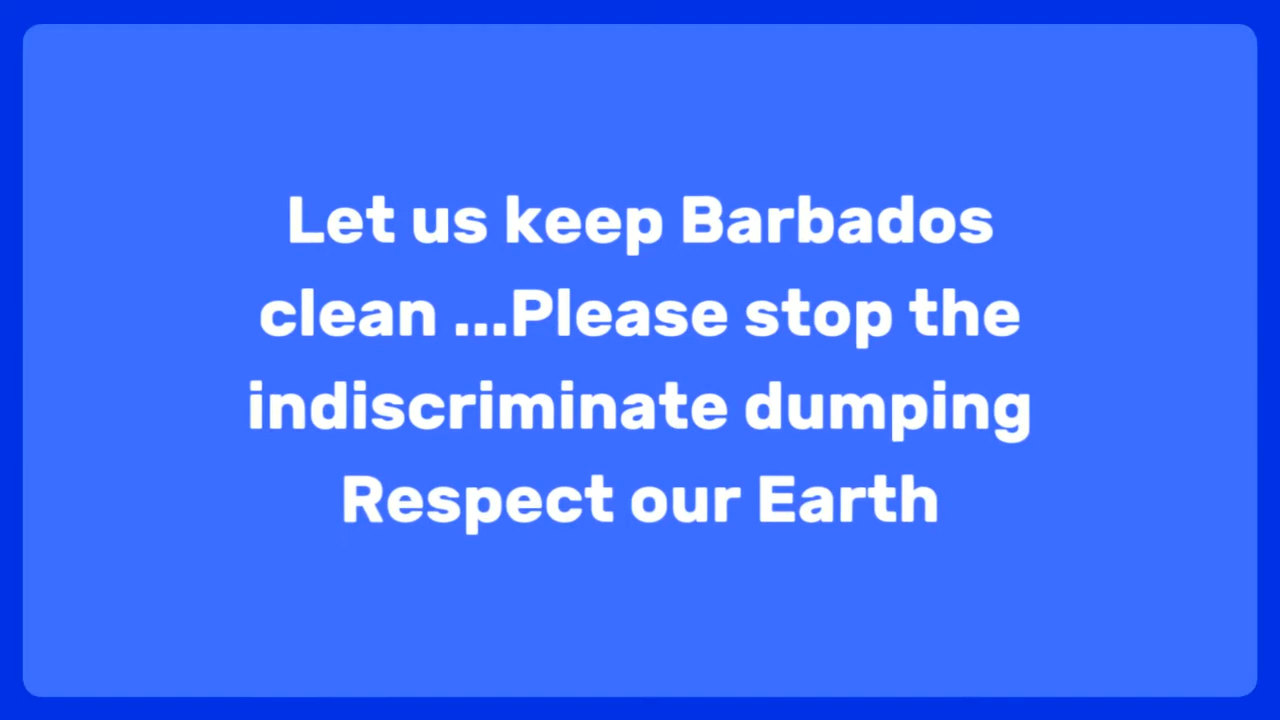 Let us keep Barbados
clean ...Please stop the
indiscriminate dumping
Respect our Earth